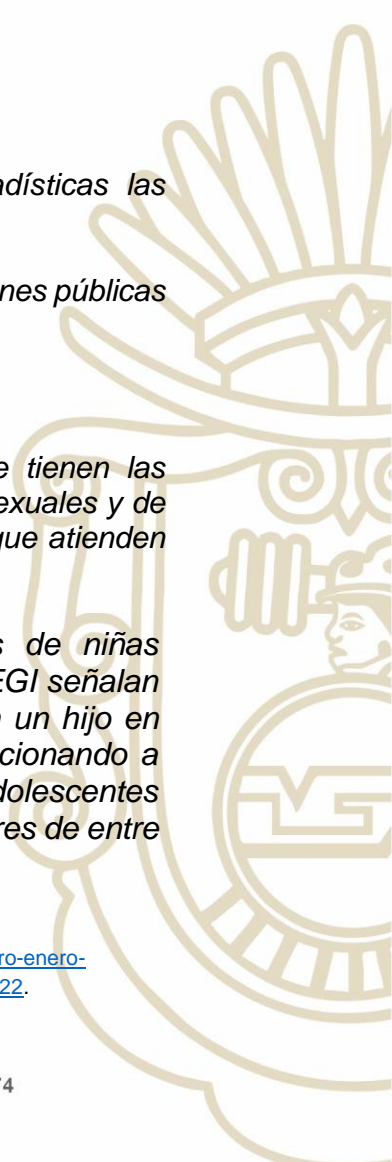 adísticas las
nes públicas
e tienen las
exuales y de
que atienden
s de niñas
EGI señalan
un hijo en
cionando a
dolescentes
res de entre
ro-enero-
22.
74